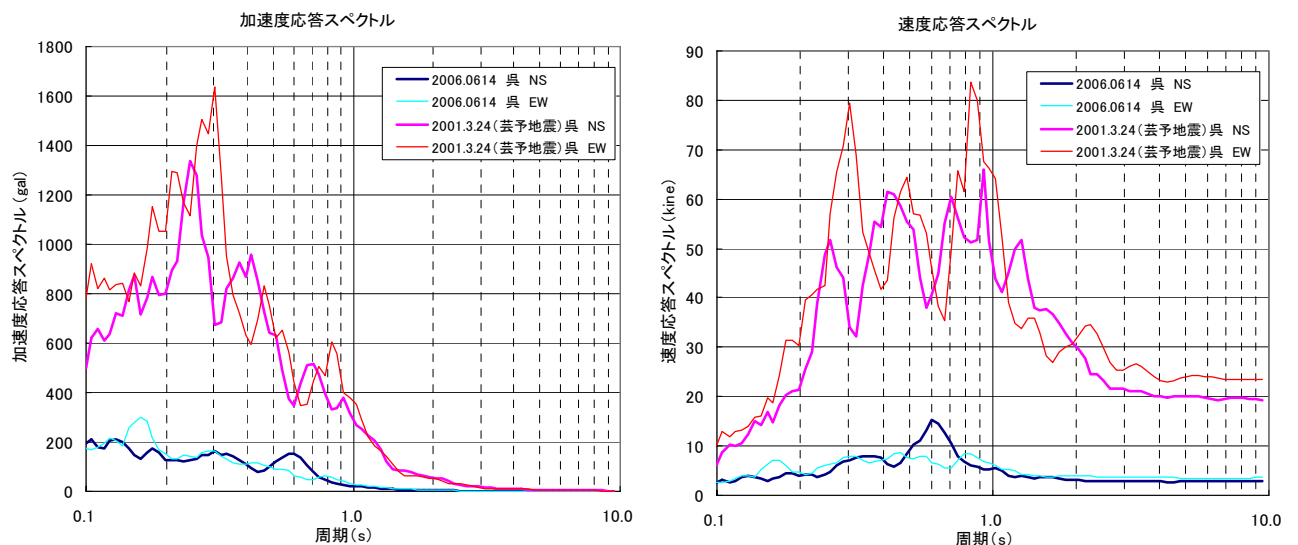 加速度応答スペクトル
1800
1600
1400
1200
1000
800
600
400
200
0
加速度応答スペクトル(gal)
2006.0614 呉 NS
2006.0614 呉 EW
2001.3.24(芸予地震)呉 NS
2001.3.24(芸予地震)呉 EW
0.1
1.0
10.0
周期(s)
速度応答スペクトル
90
80
70
60
50
40
30
20
10
0
速度応答スペクトル(kine)
2006.0614 呉 NS
2006.0614 呉 EW
2001.3.24(芸予地震)呉 NS
2001.3.24(芸予地震)呉 EW
0.1
1.0
10.0
周期(s)